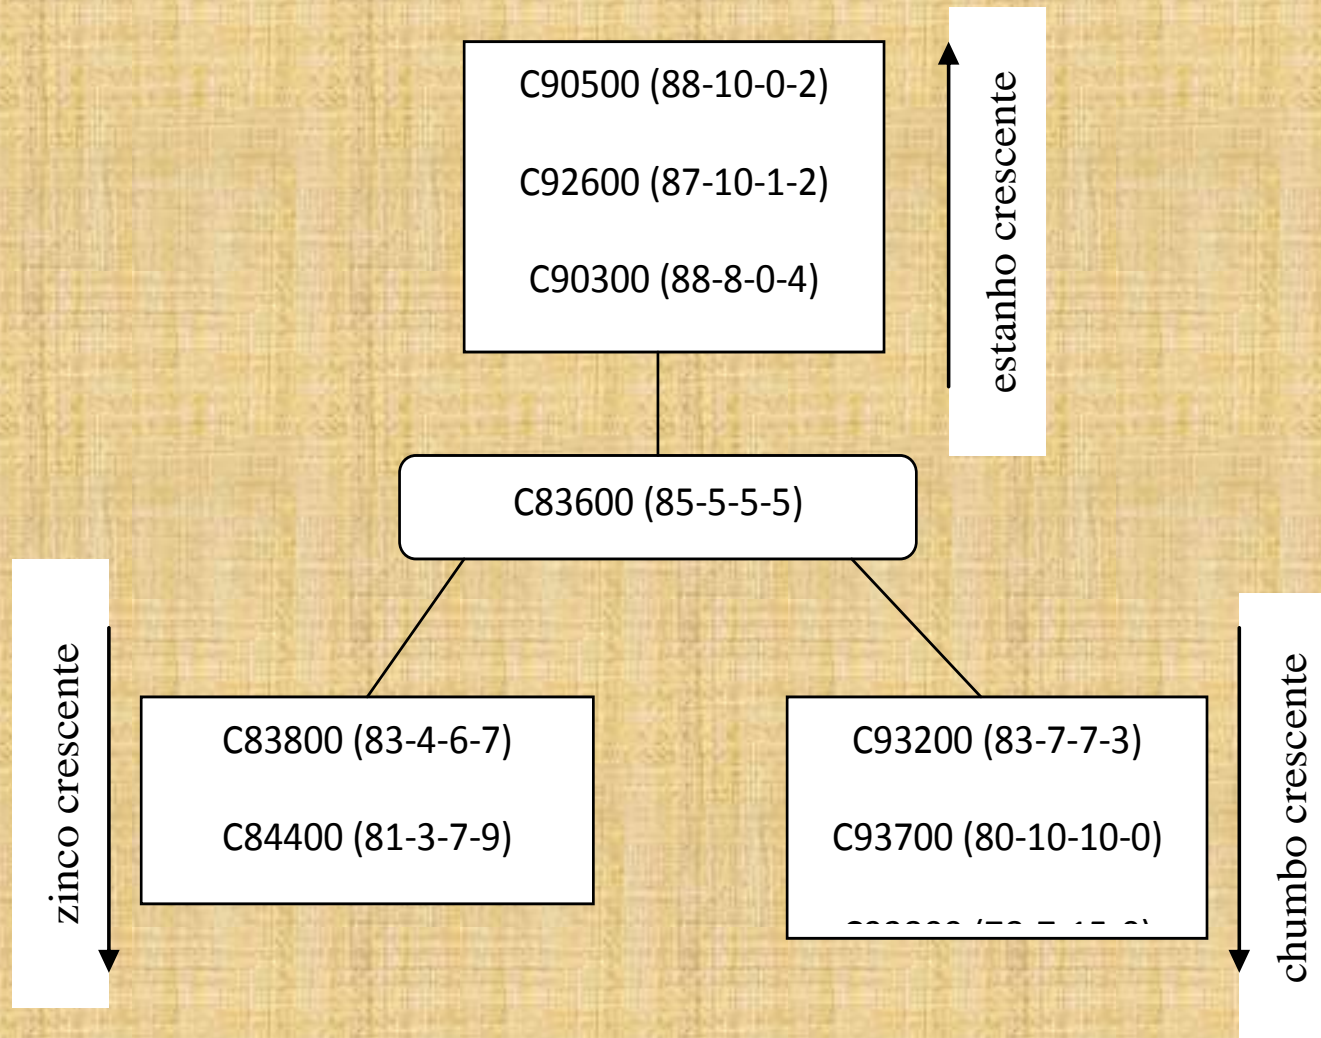 C90500 (88-10-0-2)
C92600 (87-10-1-2)
C90300 (88-8-0-4)
estanho crescente
C83600 (85-5-5-5)
zinco crescente
C83800 (83-4-6-7)
C84400 (81-3-7-9)
C93200 (83-7-7-3)
C93700 (80-10-10-0)
chumbo crescente